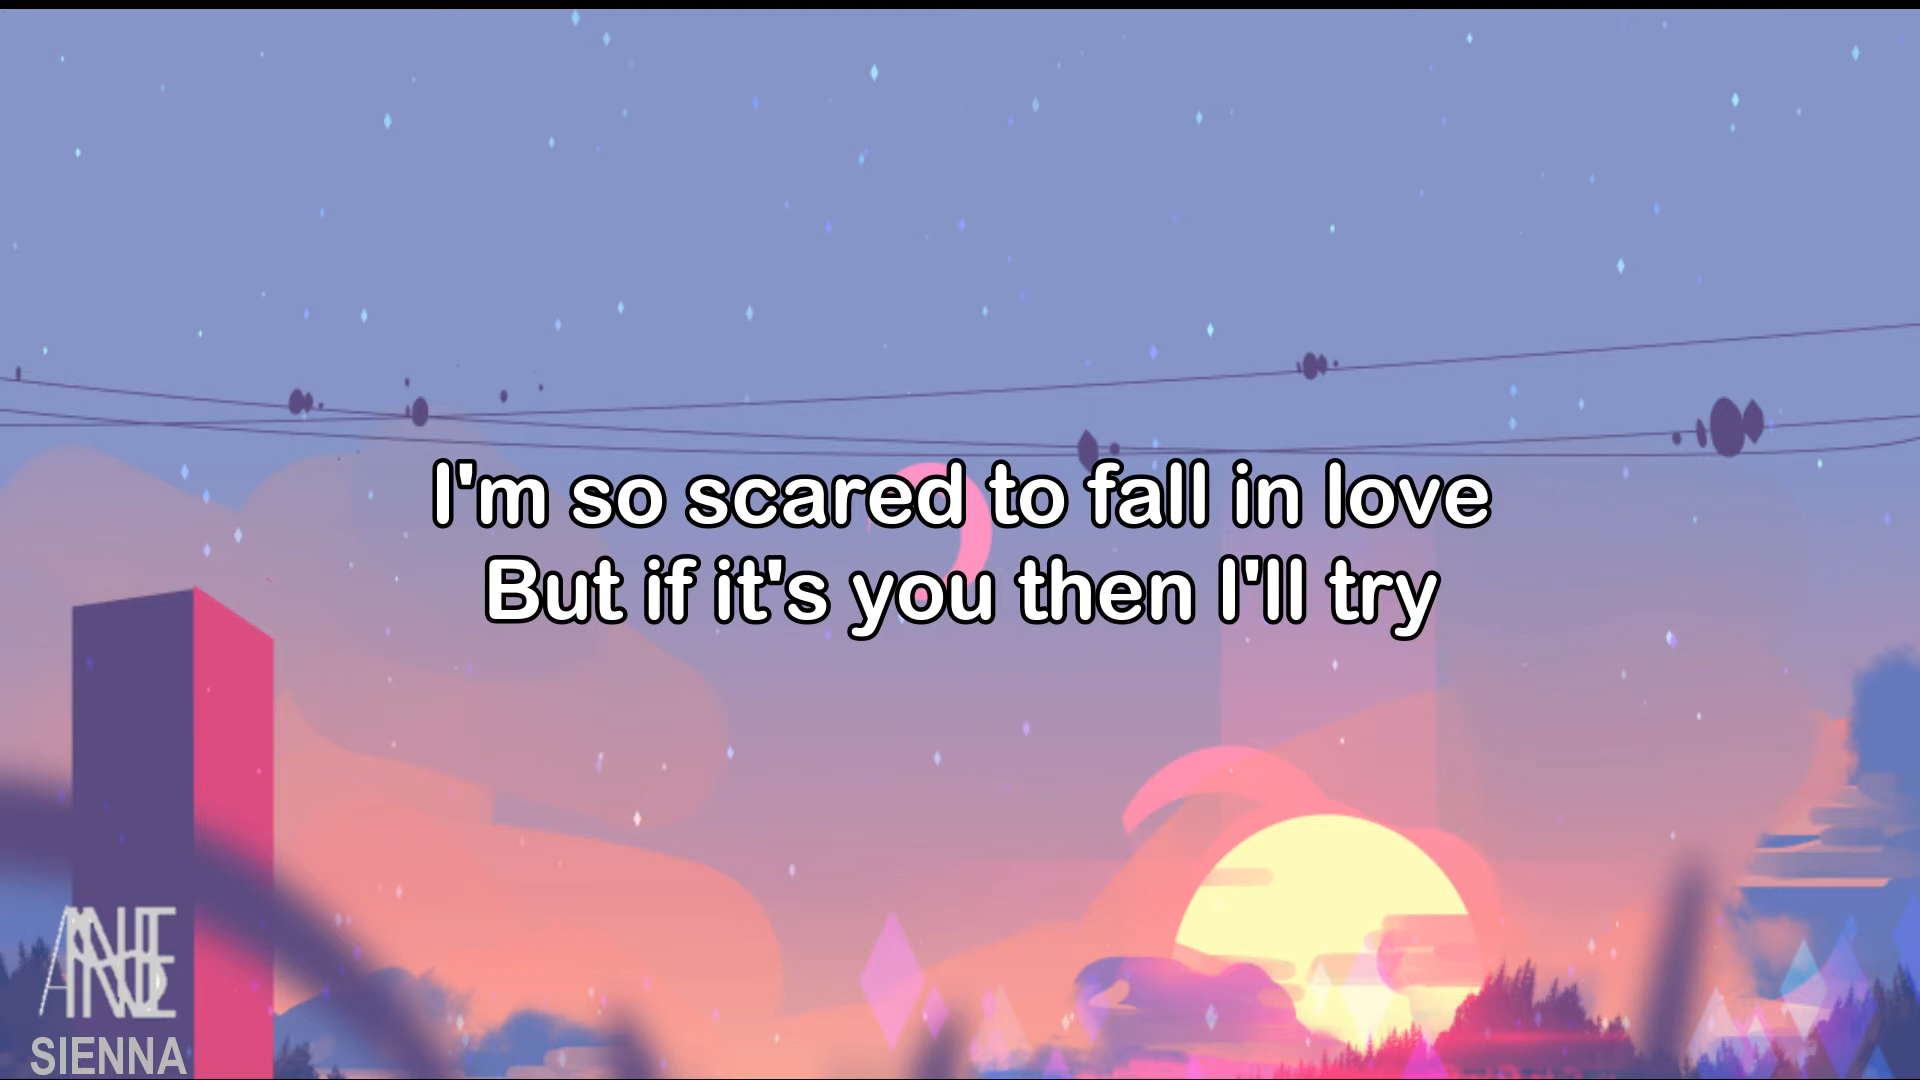 I'm so scared to fall in love
But if it's you then I'll try
SIENNA